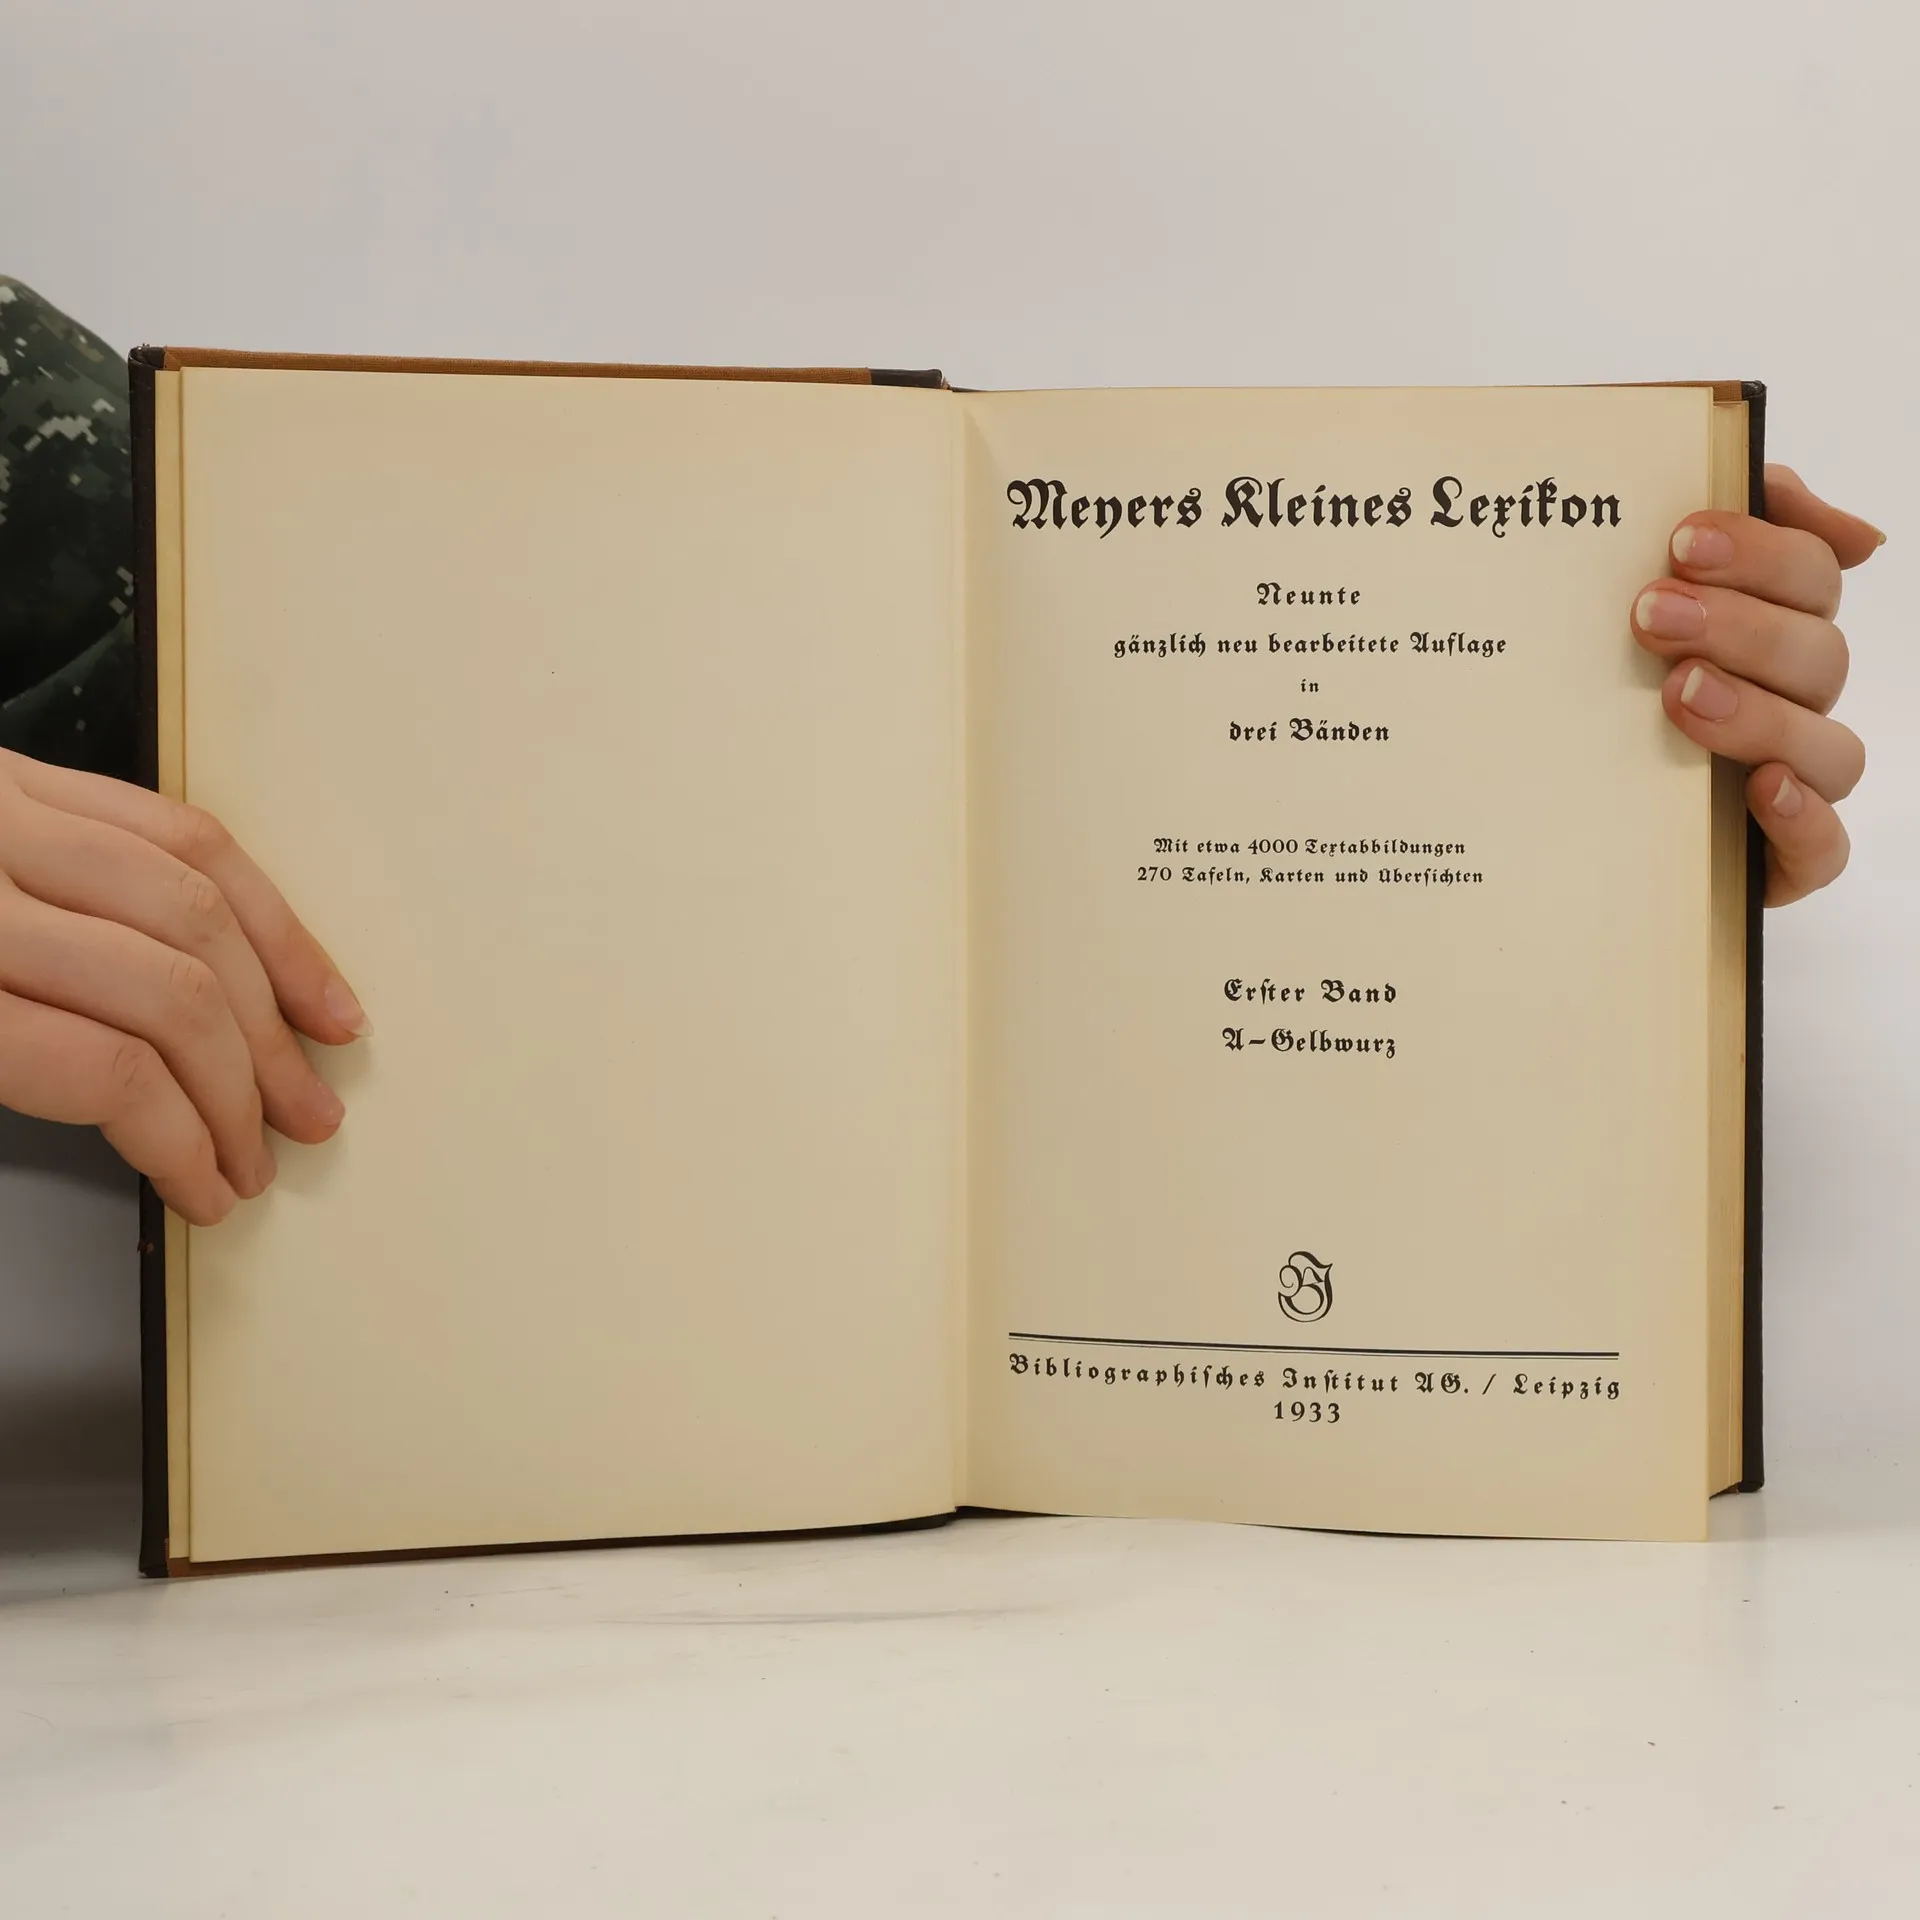 Meyers Kleines Lexikon
Neunte
gänzlich neu bearbeitete Auflage
in
drei Bänden
Mit etwa 4000 Textabbildungen
270 Tafeln, Karten und Überſichten
Erſter Band
A–Gelbwurz
BI
Bibliographiſches Inſtitut AG. / Leipzig
1933